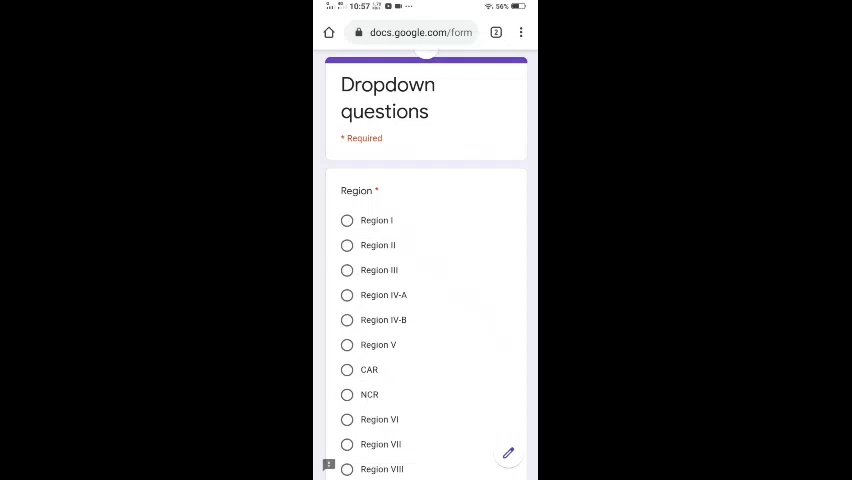 10:57
56%
docs.google.com/form
2
Dropdown
questions
* Required
Region *
Region I
Region II
Region III
Region IV-A
Region IV-B
Region V
CAR
NCR
Region VI
Region VII
Region VIII